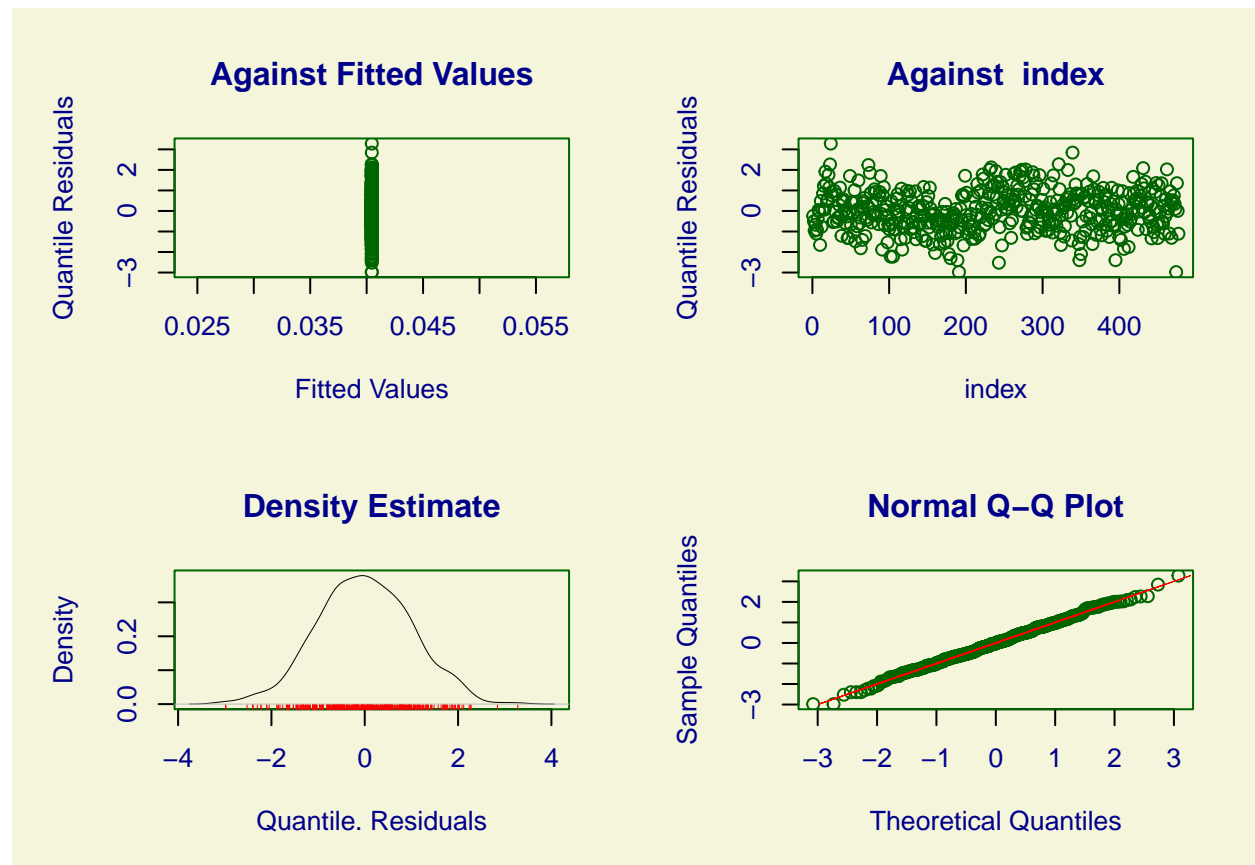 Against Fitted Values
Quantile Residuals
−3 0 2
0.025 0.035 0.045 0.055
Fitted Values
Against  index
Quantile Residuals
−3 0 2
0 100 200 300 400
index
Density Estimate
Density
0.0 0.2
−4 −2 0 2 4
Quantile. Residuals
Normal Q−Q Plot
Sample Quantiles
−3 0 2
−3 −2 −1 0 1 2 3
Theoretical Quantiles